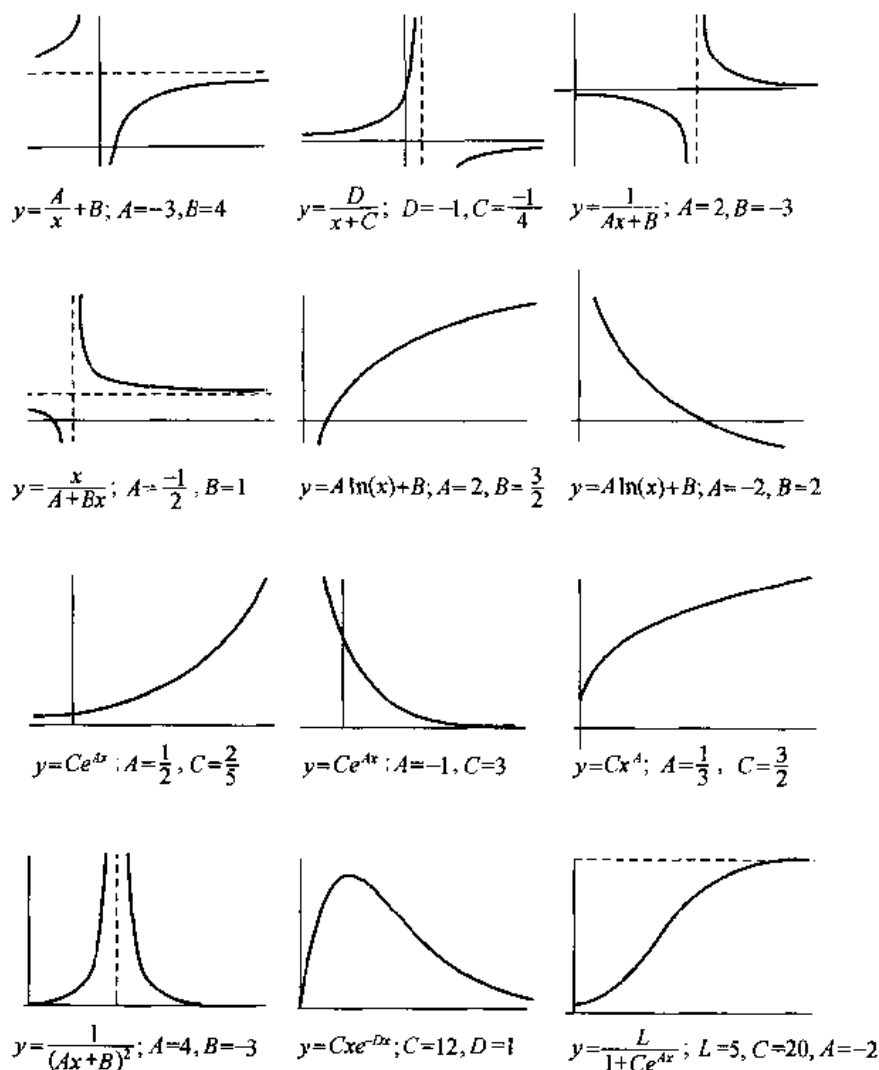 y=A/x+B; A=-3, B=4
y=D/(x+C); D=-1, C=-1/4
y=1/(Ax+B); A=2, B=-3
y=x/(A+Bx); A=-1/2, B=1
y=A ln(x)+B; A=2, B=3/2
y=A ln(x)+B; A=-2, B=2
y=Ce^{Ax}; A=1/2, C=2/5
y=Ce^{Ax}; A=-1, C=3
y=Cx^A; A=1/3, C=3/2
y=1/(Ax+B)^2; A=4, B=-3
y=Cxe^{-Dx}; C=12, D=1
y=L/(1+Ce^{Ax}); L=5, C=20, A=-2